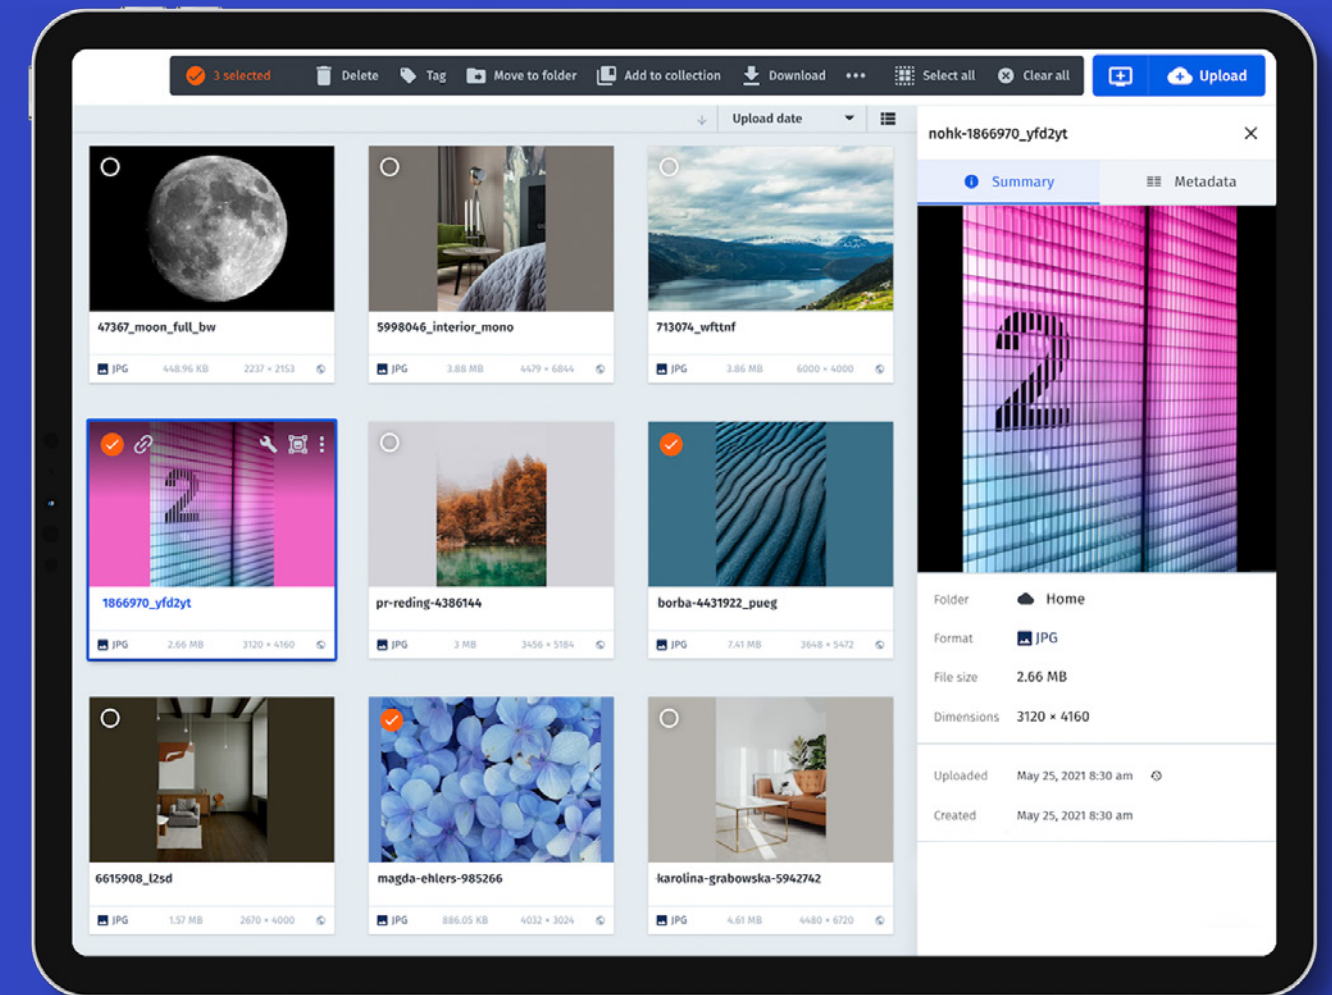 3 selected Delete Tag Move to folder Add to collection Download Select all Clear all Upload
Upload date
nohk-1866970_yfd2yt
Summary Metadata
47367_moon_full_bw
JPG 448.96 KB 2237 × 2153
5998046_interior_mono
JPG 3.88 MB 4479 × 6844
713074_wfttnf
JPG 3.86 MB 6000 × 4000
2
1866970_yfd2yt
JPG 2.66 MB 3120 × 4160
pr-reding-4386144
JPG 3 MB 3456 × 5184
borba-4431922_pueg
JPG 7.41 MB 3648 × 5472
6615908_l2sd
JPG 1.57 MB 2670 × 4000
magda-ehlers-985266
JPG 886.05 KB 4032 × 3024
karolina-grabowska-5942742
JPG 4.61 MB 4480 × 6720
2
Folder Home
Format JPG
File size 2.66 MB
Dimensions 3120 × 4160
Uploaded May 25, 2021 8:30 am
Created May 25, 2021 8:30 am